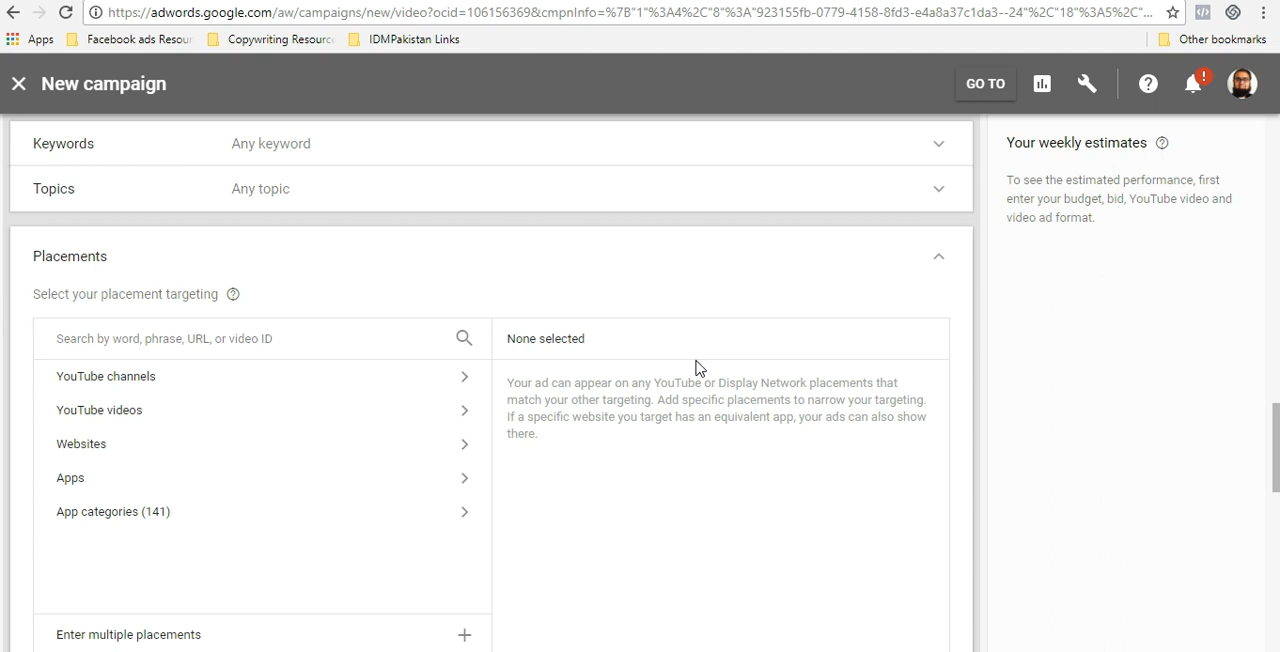 https://adwords.google.com/aw/campaigns/new/video?ocid=106156369&cmpnInfo=%7B"1"%3A4%2C"8"%3A"923155fb-0779-4158-8fd3-e4a8a37c1da3--24"%2C"18"%3A5%2C"...
Apps Facebook ads Resour Copywriting Resource IDMPakistan Links Other bookmarks
New campaign GO TO
Keywords Any keyword
Topics Any topic
Placements
Select your placement targeting
Search by word, phrase, URL, or video ID
YouTube channels
YouTube videos
Websites
Apps
App categories (141)
Enter multiple placements
None selected
Your ad can appear on any YouTube or Display Network placements that
match your other targeting. Add specific placements to narrow your targeting.
If a specific website you target has an equivalent app, your ads can also show
there.
Your weekly estimates
To see the estimated performance, first
enter your budget, bid, YouTube video and
video ad format.